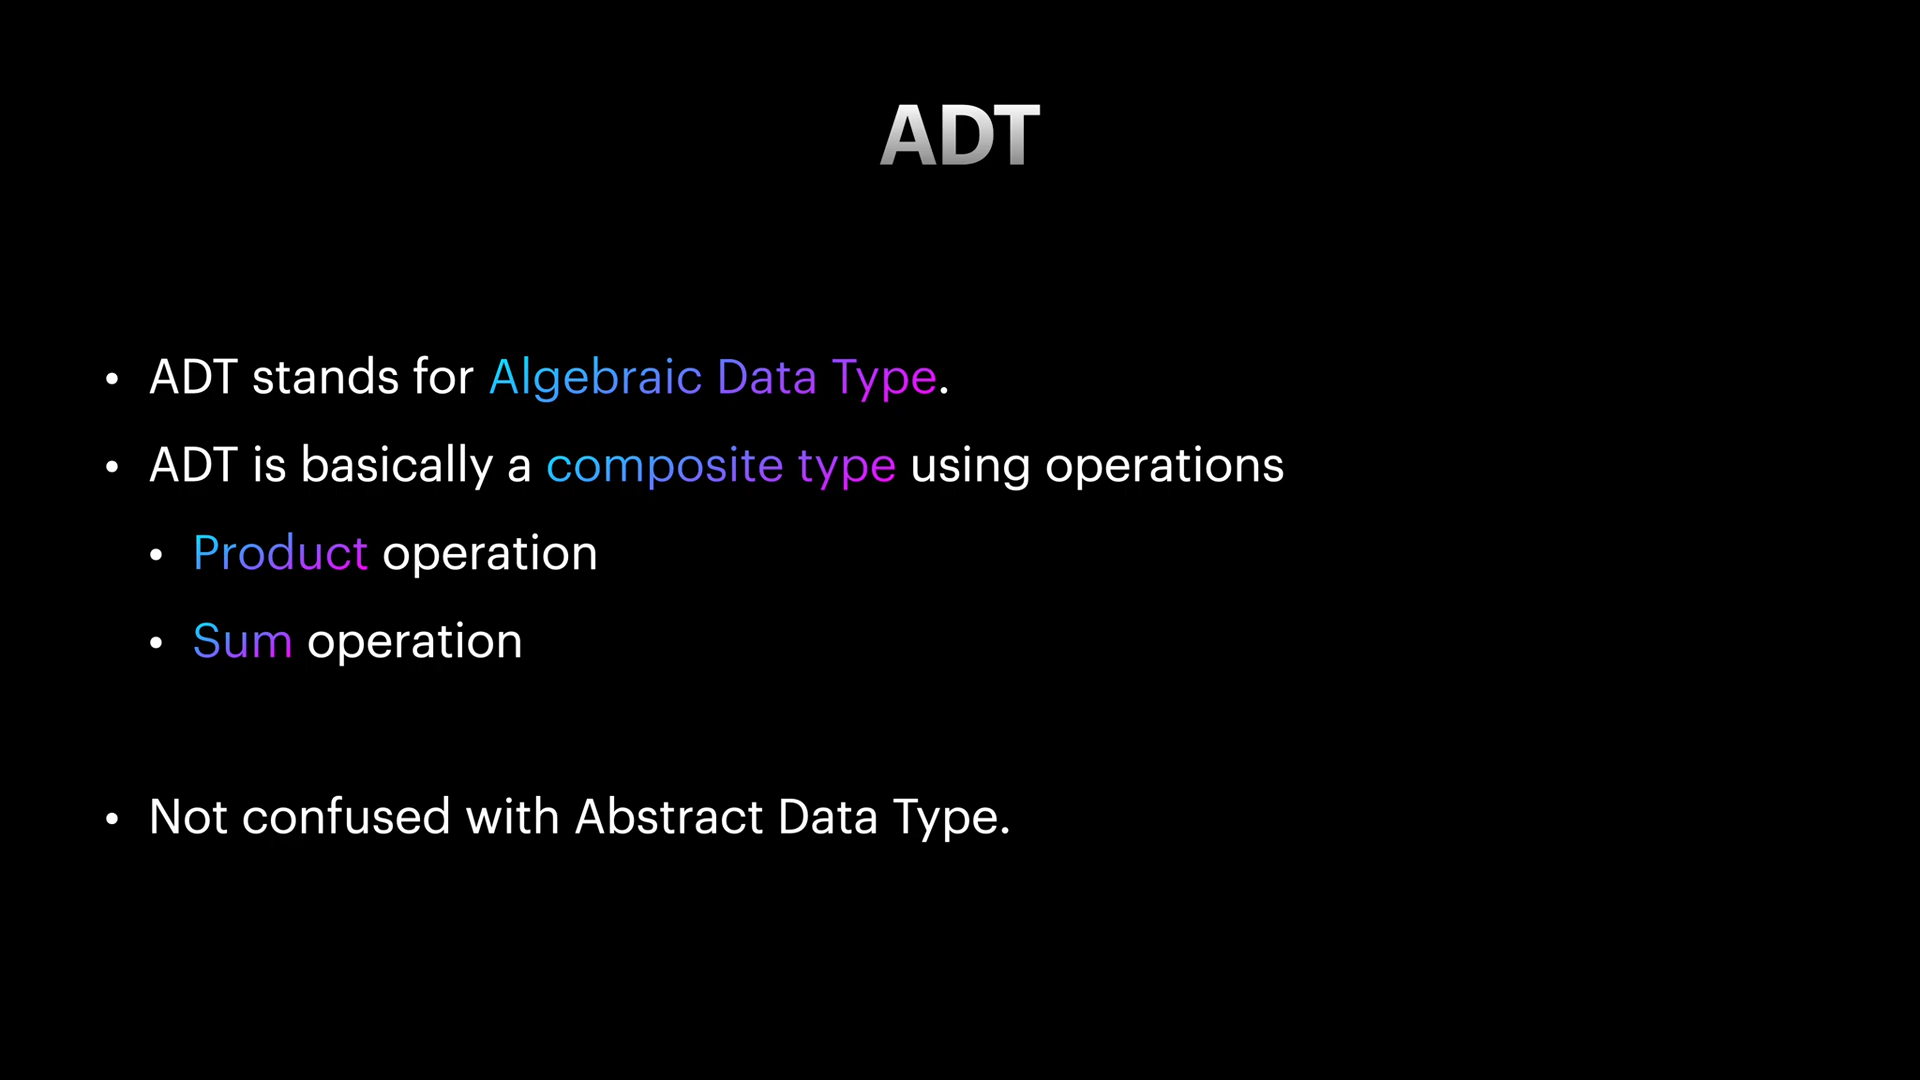 ADT
• ADT stands for Algebraic Data Type.
• ADT is basically a composite type using operations
• Product operation
• Sum operation
• Not confused with Abstract Data Type.